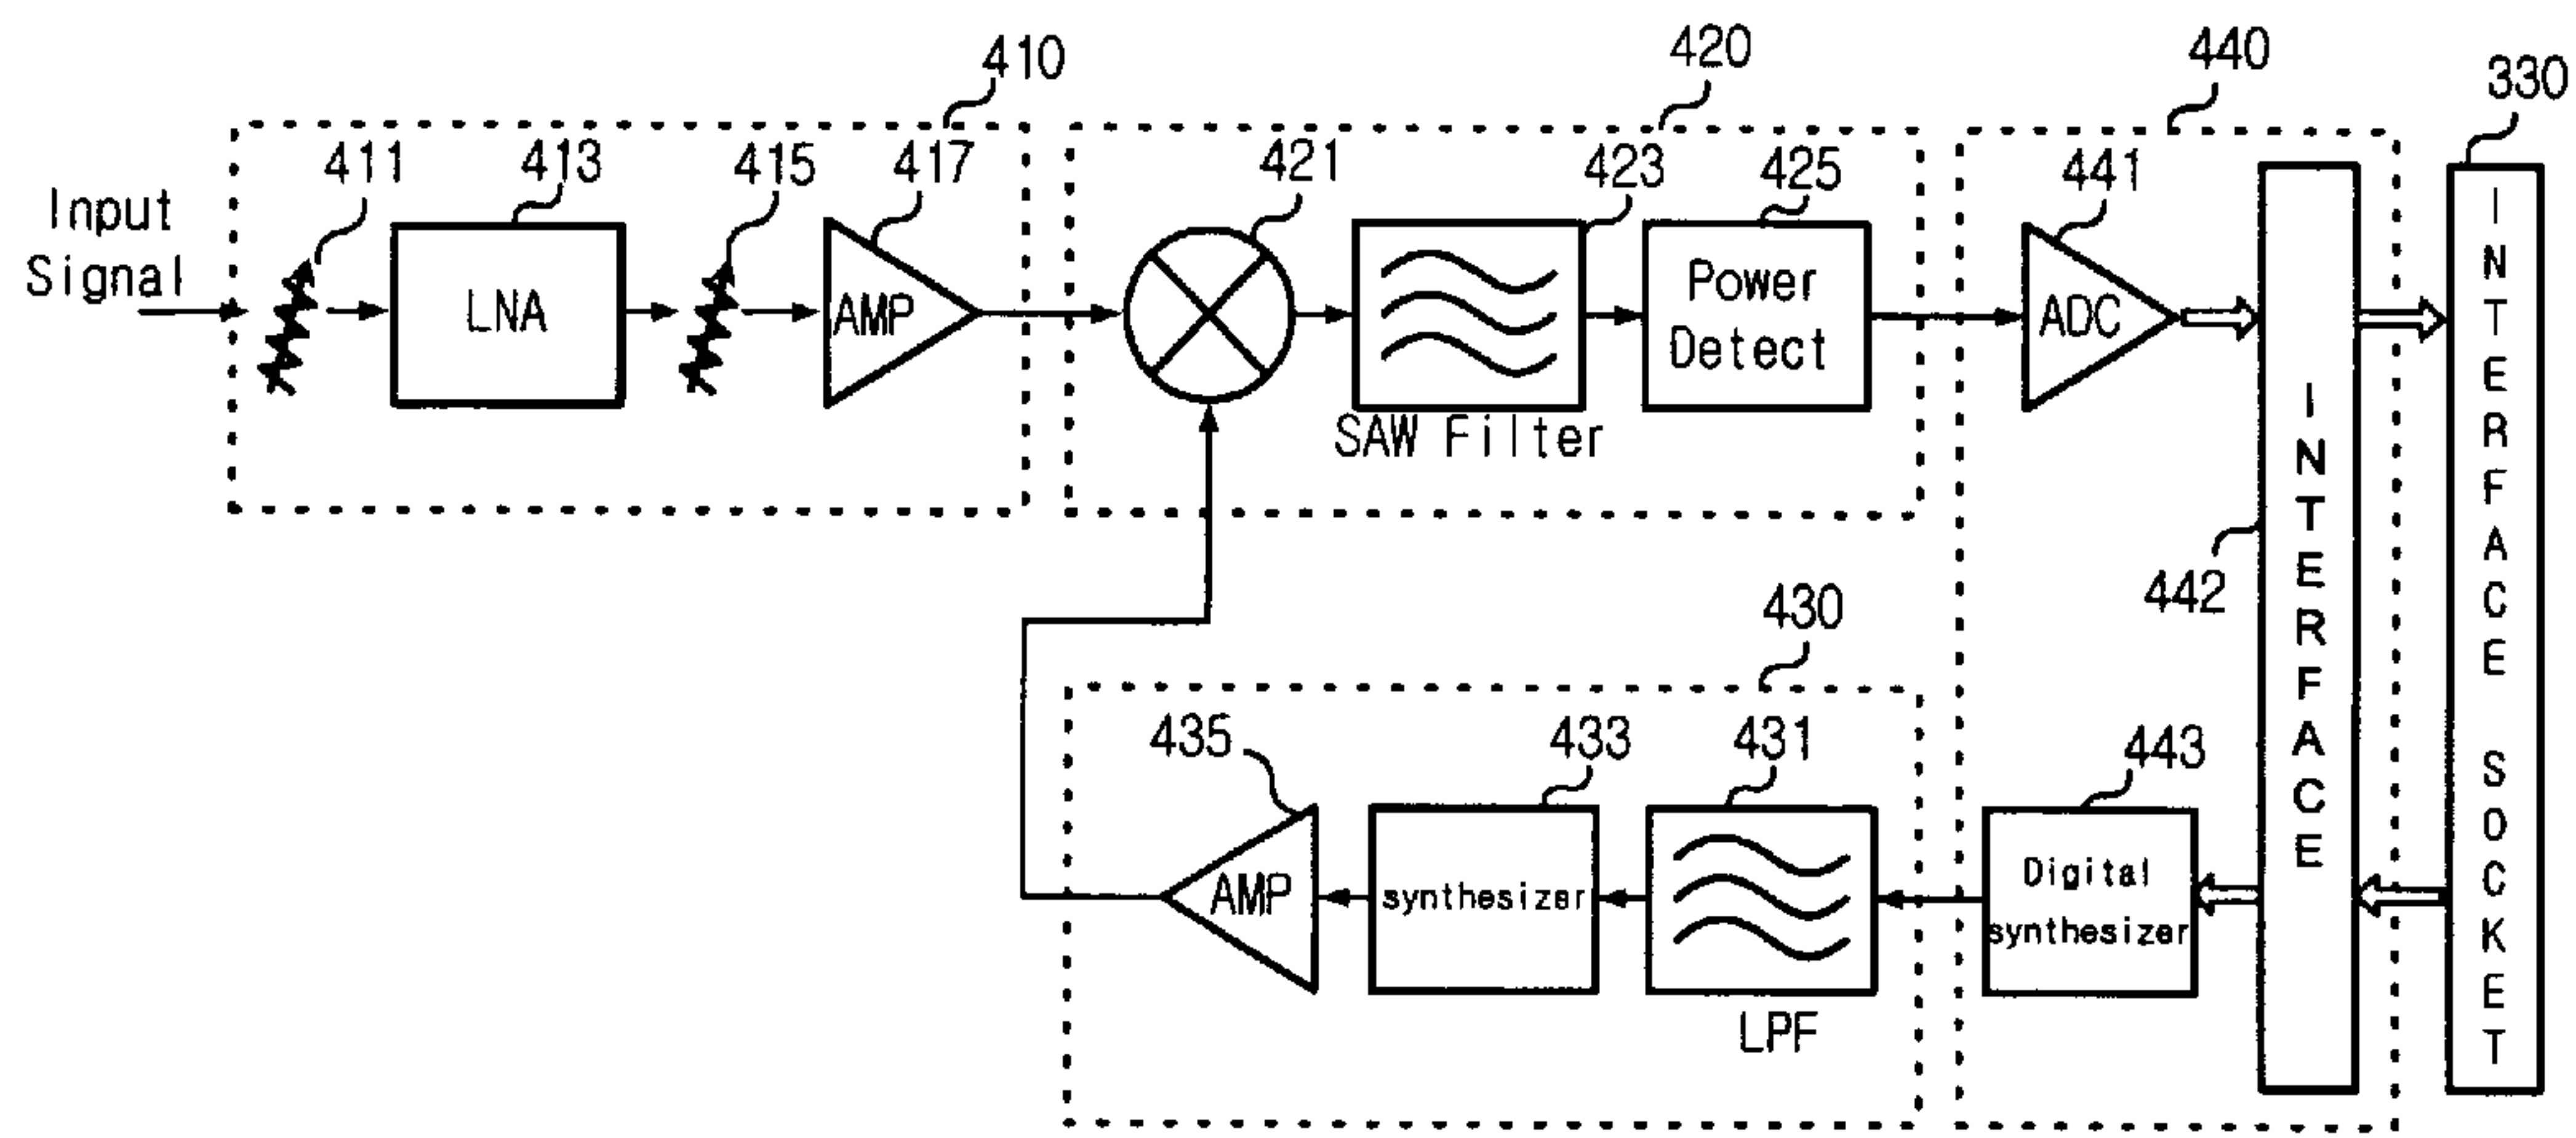 410
420
440
330
411
413
415
417
421
423
425
441
Input
Signal
LNA
AMP
Power
Detect
ADC
SAW Filter
INTERFACE
INTERFACE SOCKET
442
430
435
433
431
443
AMP
synthesizer
Digital
synthesizer
LPF